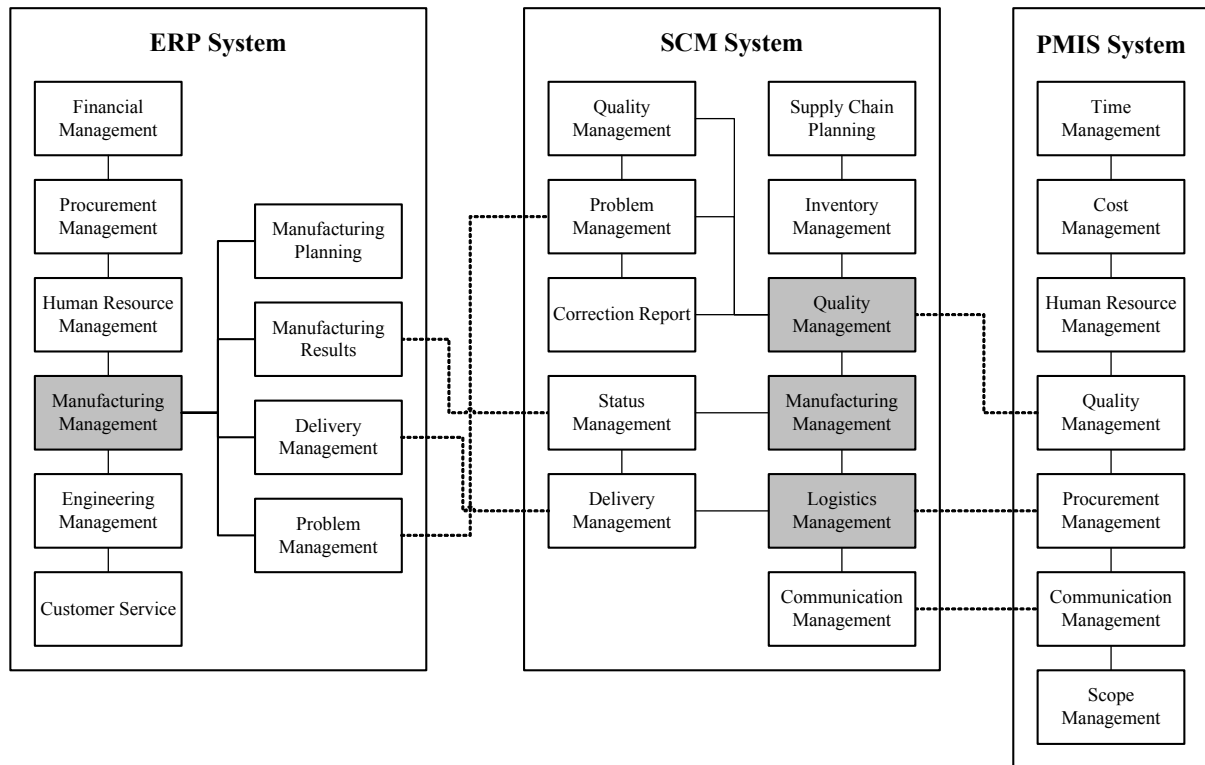 ERP System
Financial
Management
Procurement
Management
Human Resource
Management
Manufacturing
Management
Engineering
Management
Customer Service
Manufacturing
Planning
Manufacturing
Results
Delivery
Management
Problem
Management
SCM System
Quality
Management
Problem
Management
Correction Report
Status
Management
Delivery
Management
Supply Chain
Planning
Inventory
Management
Quality
Management
Manufacturing
Management
Logistics
Management
Communication
Management
PMIS System
Time
Management
Cost
Management
Human Resource
Management
Quality
Management
Procurement
Management
Communication
Management
Scope
Management